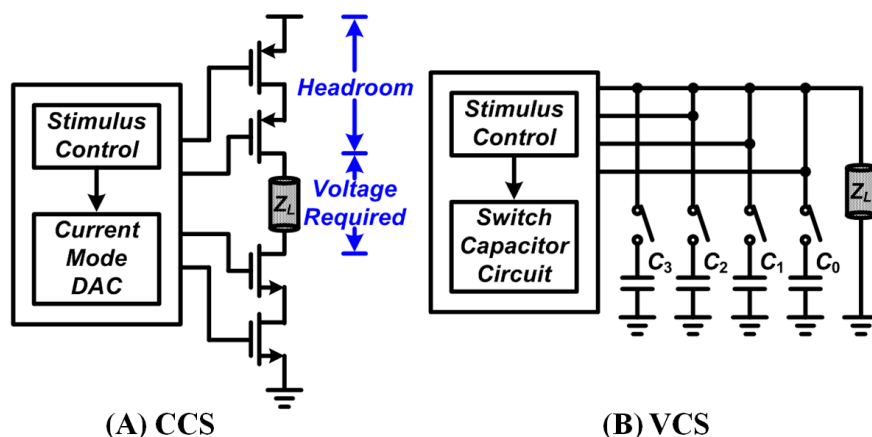 Stimulus
Control
Current
Mode
DAC
Headroom
Voltage
Required
Z_L
(A) CCS
Stimulus
Control
Switch
Capacitor
Circuit
C_3
C_2
C_1
C_0
Z_L
(B) VCS